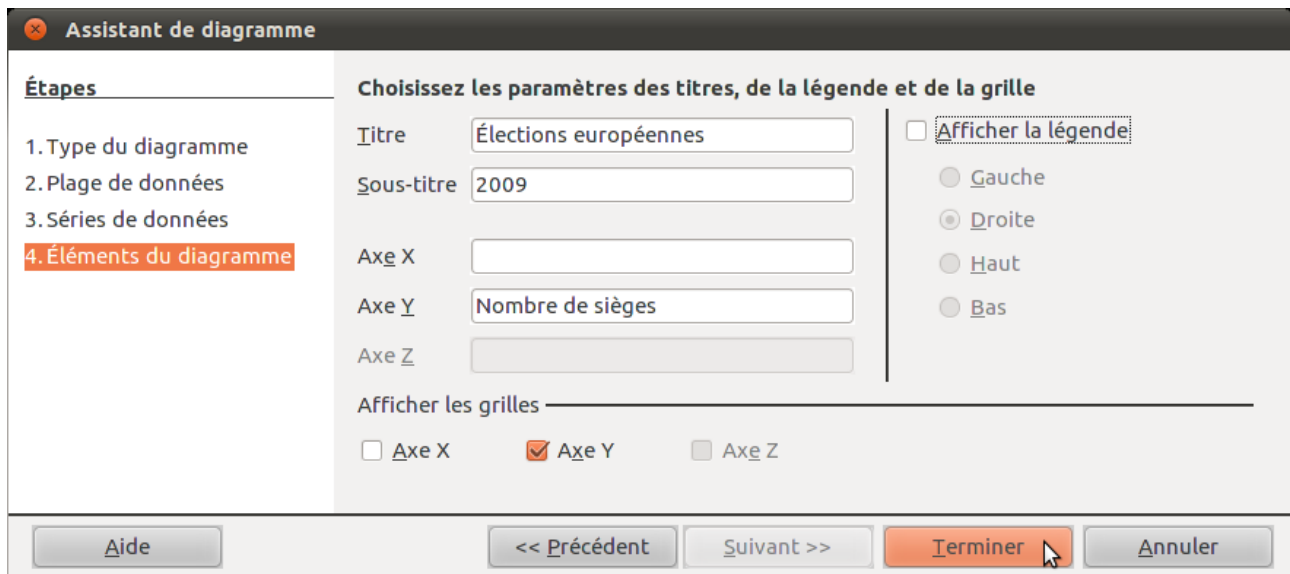 Assistant de diagramme
Étapes
1. Type du diagramme
2. Plage de données
3. Séries de données
4. Éléments du diagramme
Choisissez les paramètres des titres, de la légende et de la grille
Titre Élections européennes
Sous-titre 2009
Axe X
Axe Y Nombre de sièges
Axe Z
Afficher la légende
Gauche
Droite
Haut
Bas
Afficher les grilles
Axe X Axe Y Axe Z
Aide << Précédent Suivant >> Terminer Annuler